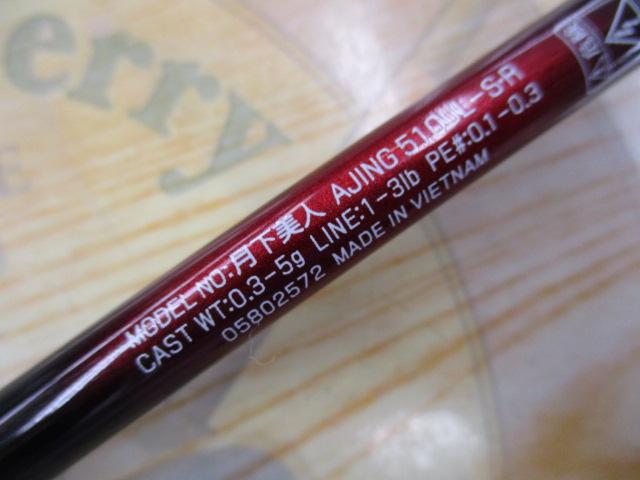 erry
MODEL NO:月下美人 AJING 510UL-S・R
CAST WT:0.3-5g LINE:1-3lb PE#:0.1-0.3
05802572 MADE IN VIETNAM